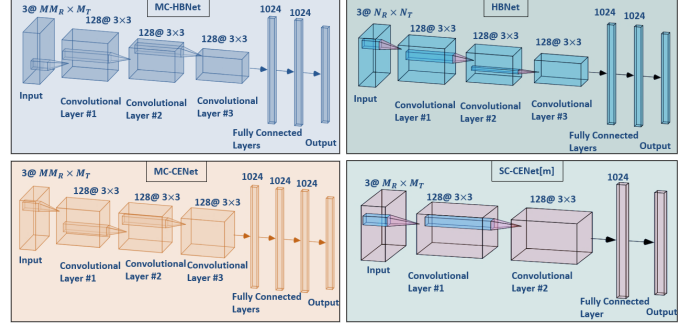 MC-HBNet
3@ MM_R × M_T
128@ 3×3
128@ 3×3
128@ 3×3
1024
1024
Input
Convolutional
Layer #1
Convolutional
Layer #2
Convolutional
Layer #3
Fully Connected
Layers
Output
HBNet
3@ N_R × N_T
128@ 3×3
128@ 3×3
128@ 3×3
1024
1024
Input
Convolutional
Layer #1
Convolutional
Layer #2
Convolutional
Layer #3
Fully Connected
Layers
Output
MC-CENet
3@ MM_R × M_T
128@ 3×3
128@ 3×3
128@ 3×3
1024
1024
1024
Input
Convolutional
Layer #1
Convolutional
Layer #2
Convolutional
Layer #3
Fully Connected
Layers
Output
SC-CENet[m]
3@ M_R × M_T
128@ 3×3
128@ 3×3
1024
Input
Convolutional
Layer #1
Convolutional
Layer #2
Fully Connected
Layer
Output